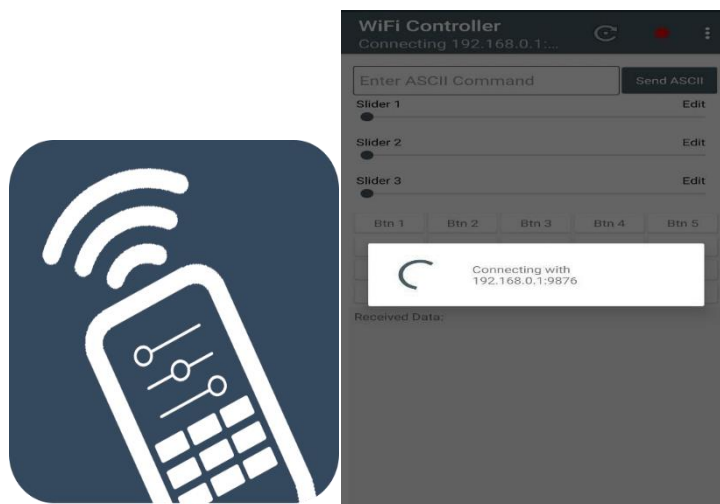 WiFi Controller
Connecting 192.168.0.1:...
Enter ASCII Command
Send ASCII
Slider 1
Edit
Slider 2
Edit
Slider 3
Edit
Btn 1 Btn 2 Btn 3 Btn 4 Btn 5
Connecting with
192.168.0.1:9876
Received Data: